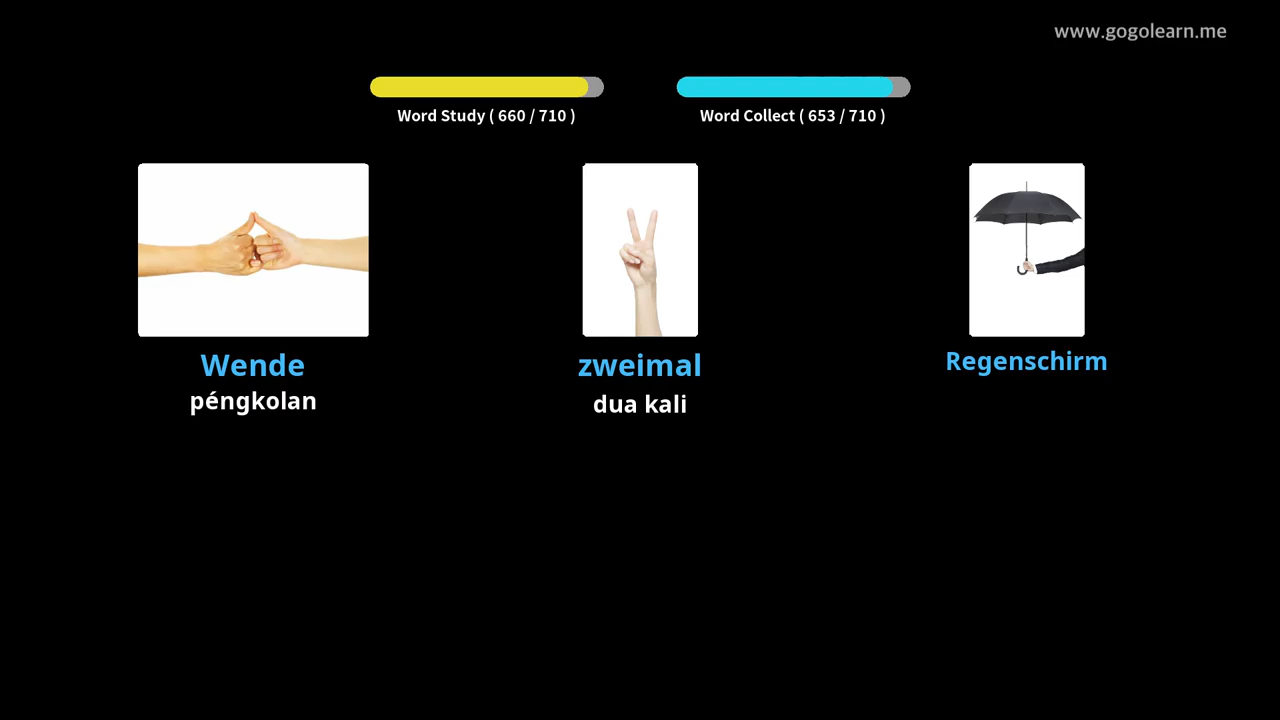 www.gogolearn.me
Word Study ( 660 / 710 )
Word Collect ( 653 / 710 )
Wende
péngkolan
zweimal
dua kali
Regenschirm